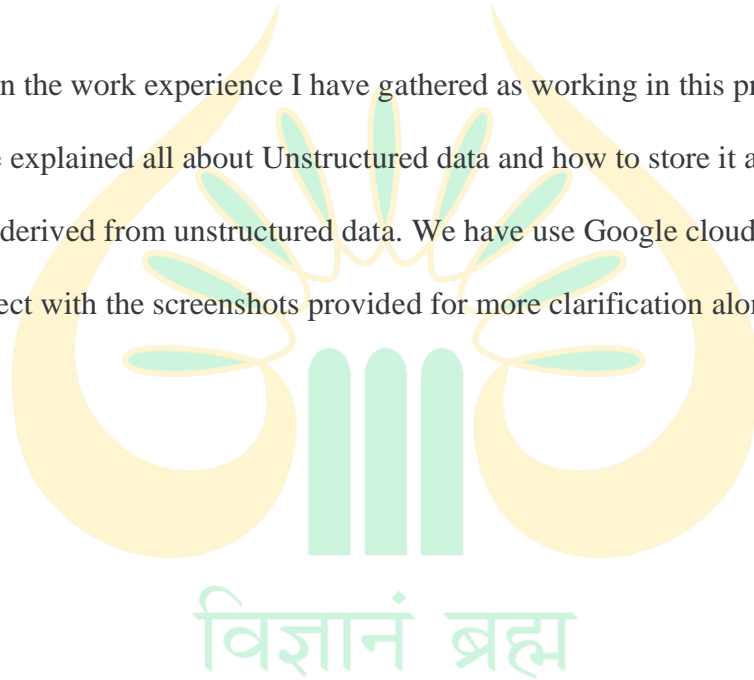 n the work experience I have gathered as working in this pr
e explained all about Unstructured data and how to store it a
derived from unstructured data. We have use Google cloud
ect with the screenshots provided for more clarification alon
विज्ञानं ब्रह्म